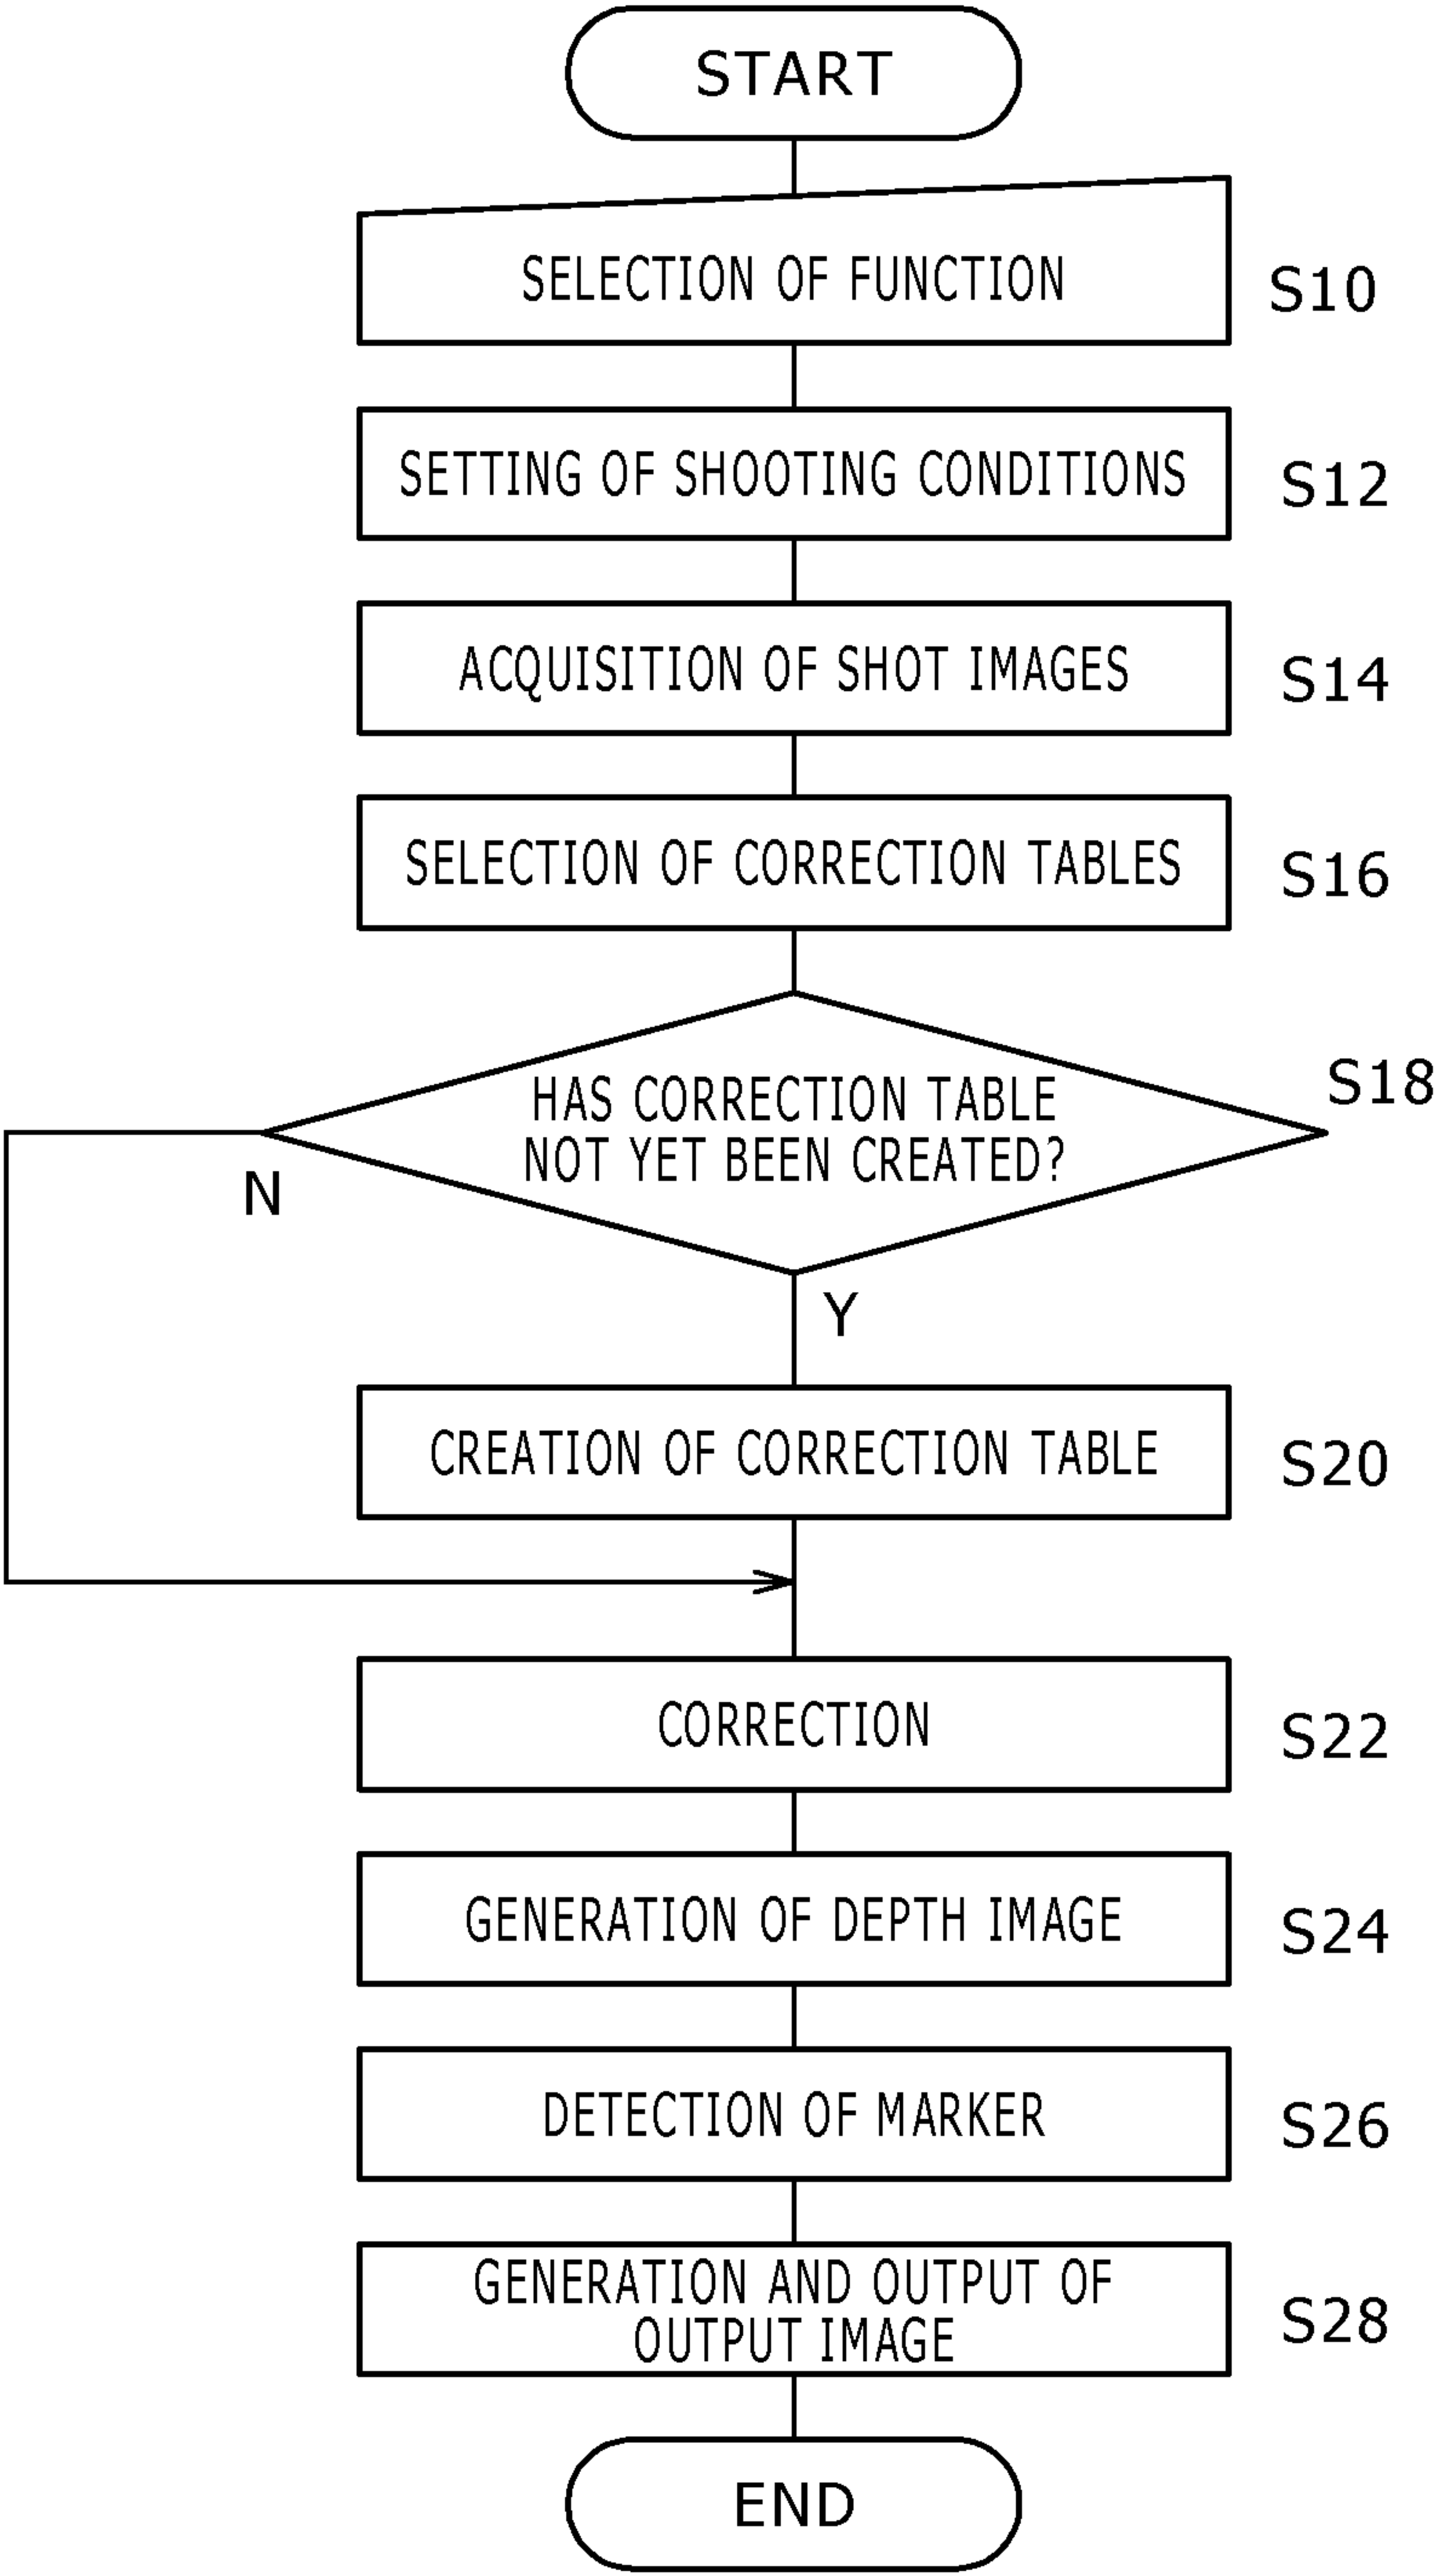 START
SELECTION OF FUNCTION
S10
SETTING OF SHOOTING CONDITIONS
S12
ACQUISITION OF SHOT IMAGES
S14
SELECTION OF CORRECTION TABLES
S16
HAS CORRECTION TABLE
NOT YET BEEN CREATED?
S18
N
Y
CREATION OF CORRECTION TABLE
S20
CORRECTION
S22
GENERATION OF DEPTH IMAGE
S24
DETECTION OF MARKER
S26
GENERATION AND OUTPUT OF
OUTPUT IMAGE
S28
END